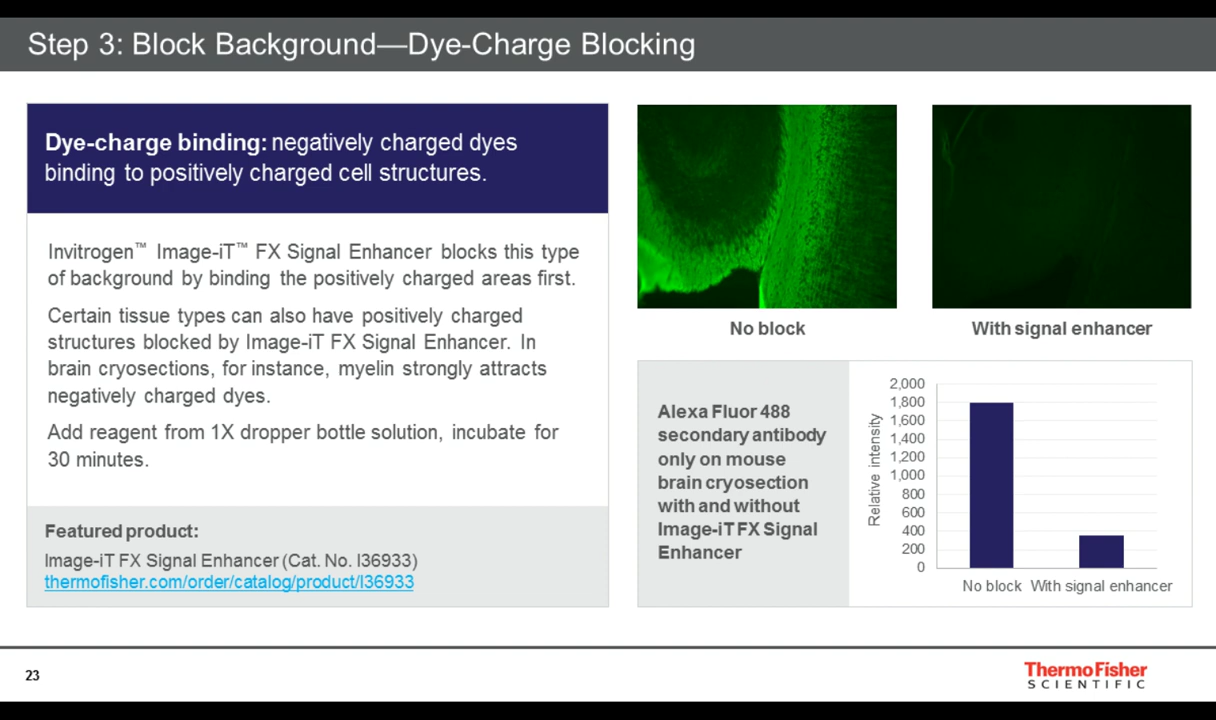 Step 3: Block Background—Dye-Charge Blocking
Dye-charge binding: negatively charged dyes
binding to positively charged cell structures.
Invitrogen™ Image-iT™ FX Signal Enhancer blocks this type
of background by binding the positively charged areas first.
Certain tissue types can also have positively charged
structures blocked by Image-iT FX Signal Enhancer. In
brain cryosections, for instance, myelin strongly attracts
negatively charged dyes.
Add reagent from 1X dropper bottle solution, incubate for
30 minutes.
Featured product:
Image-iT FX Signal Enhancer (Cat. No. I36933)
thermofisher.com/order/catalog/product/I36933
No block
With signal enhancer
Alexa Fluor 488
secondary antibody
only on mouse
brain cryosection
with and without
Image-iT FX Signal
Enhancer
Relative intensity
2,000
1,800
1,600
1,400
1,200
1,000
800
600
400
200
0
No block
With signal enhancer
23
ThermoFisher
SCIENTIFIC